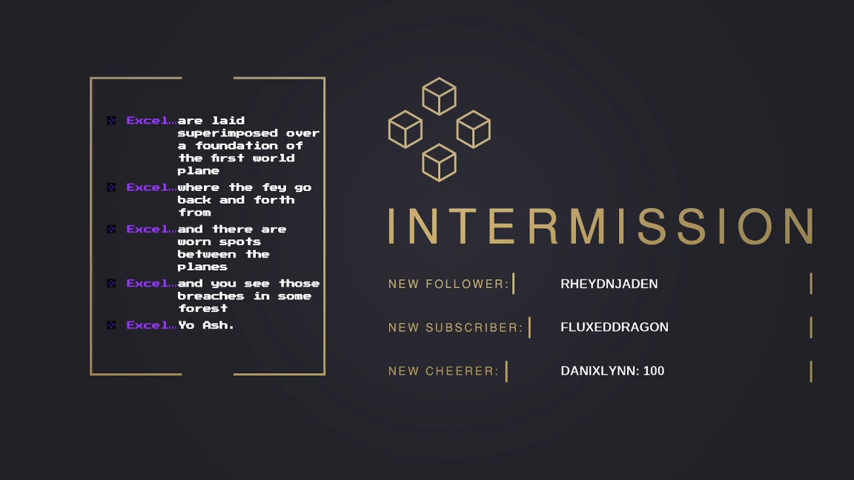 Excel…are laid
superimposed over
a foundation of
the first world
plane
Excel…where the fey go
back and forth
from
Excel…and there are
worn spots
between the
planes
Excel…and you see those
breaches in some
forest
Excel…Yo Ash.
INTERMISSION
NEW FOLLOWER: RHEYDNJADEN
NEW SUBSCRIBER: FLUXEDDRAGON
NEW CHEERER: DANIXLYNN: 100